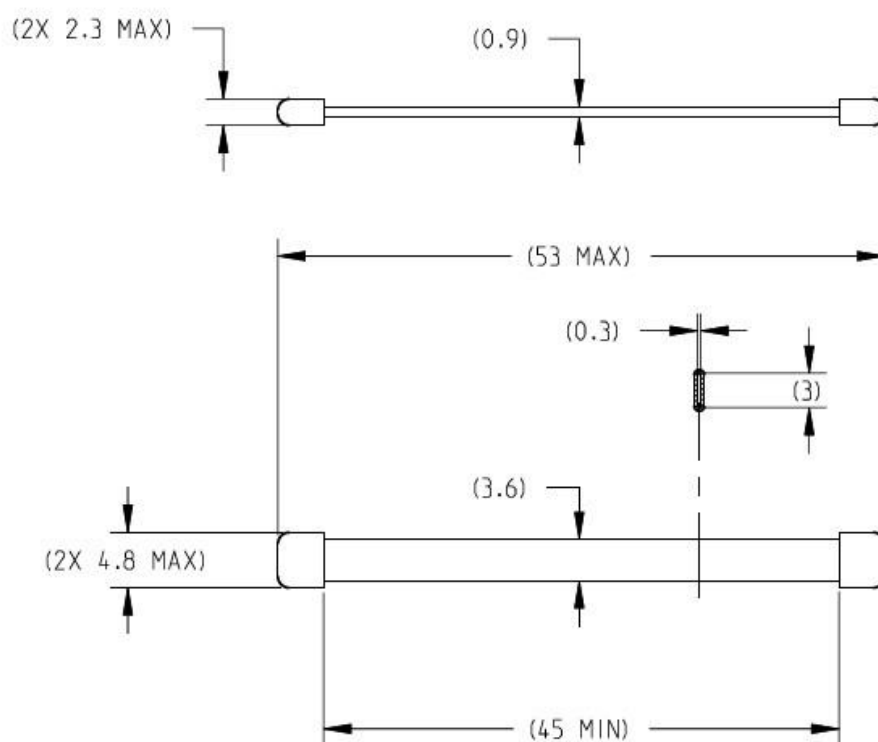 (2X 2.3 MAX)
(0.9)
(53 MAX)
(0.3)
(3)
(3.6)
(2X 4.8 MAX)
(45 MIN)